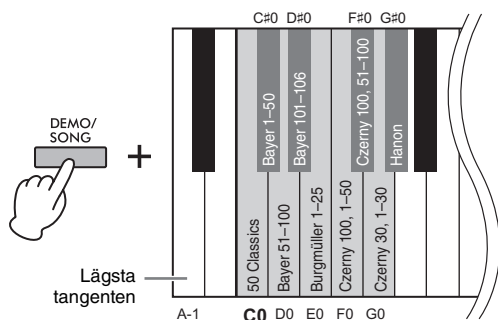 C#0 D#0 F#0 G#0
DEMO/
SONG
+
Bayer 1–50
Bayer 101–106
Czerny 100, 51–100
Hanon
50 Classics
Bayer 51–100
Burgmüller 1–25
Czerny 100, 1–50
Czerny 30, 1–30
Lägsta
tangenten
A-1 C0 D0 E0 F0 G0